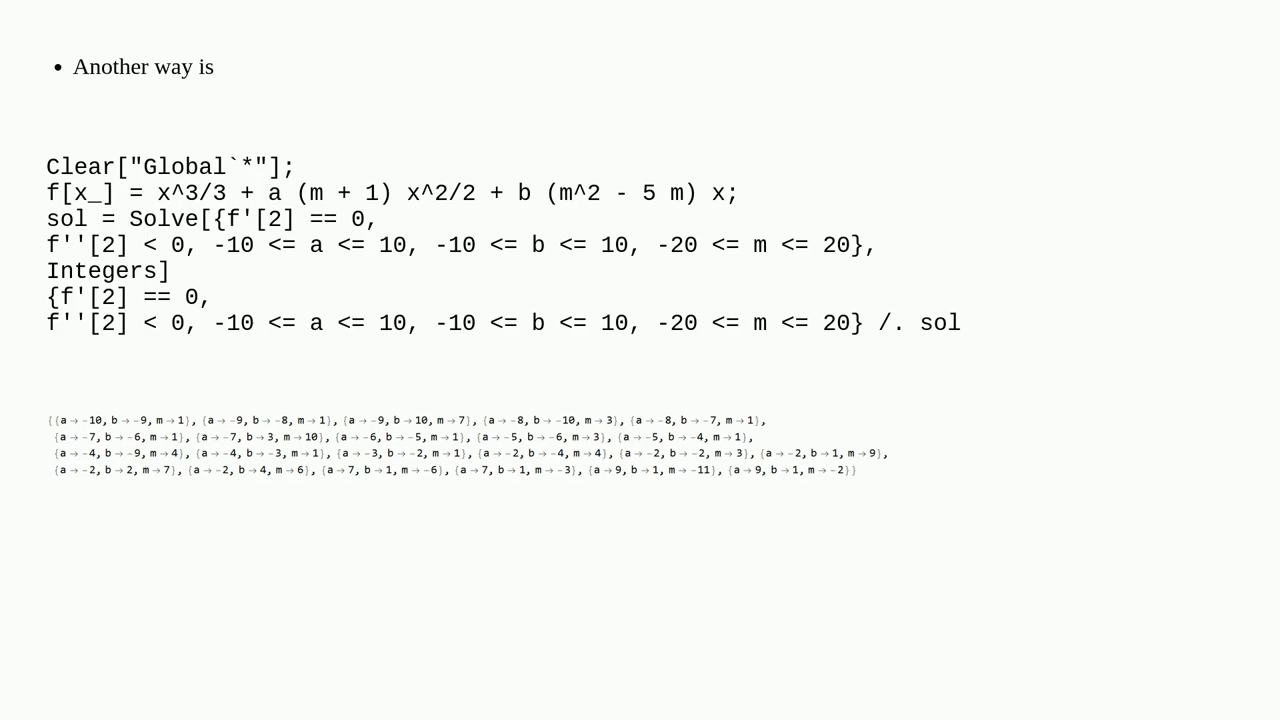 • Another way is
Clear["Global`*"];
f[x_] = x^3/3 + a (m + 1) x^2/2 + b (m^2 - 5 m) x;
sol = Solve[{f'[2] == 0,
f''[2] < 0, -10 <= a <= 10, -10 <= b <= 10, -20 <= m <= 20},
Integers]
{f'[2] == 0,
f''[2] < 0, -10 <= a <= 10, -10 <= b <= 10, -20 <= m <= 20} /. sol
{{a → -10, b → -9, m → 1}, {a → -9, b → -8, m → 1}, {a → -9, b → 10, m → 7}, {a → -8, b → -10, m → 3}, {a → -8, b → -7, m → 1},
{a → -7, b → -6, m → 1}, {a → -7, b → 3, m → 10}, {a → -6, b → -5, m → 1}, {a → -5, b → -6, m → 3}, {a → -5, b → -4, m → 1},
{a → -4, b → -9, m → 4}, {a → -4, b → -3, m → 1}, {a → -3, b → -2, m → 1}, {a → -2, b → -4, m → 4}, {a → -2, b → -2, m → 3}, {a → -2, b → 1, m → 9},
{a → -2, b → 2, m → 7}, {a → -2, b → 4, m → 6}, {a → 7, b → 1, m → -6}, {a → 7, b → 1, m → -3}, {a → 9, b → 1, m → -11}, {a → 9, b → 1, m → -2}}